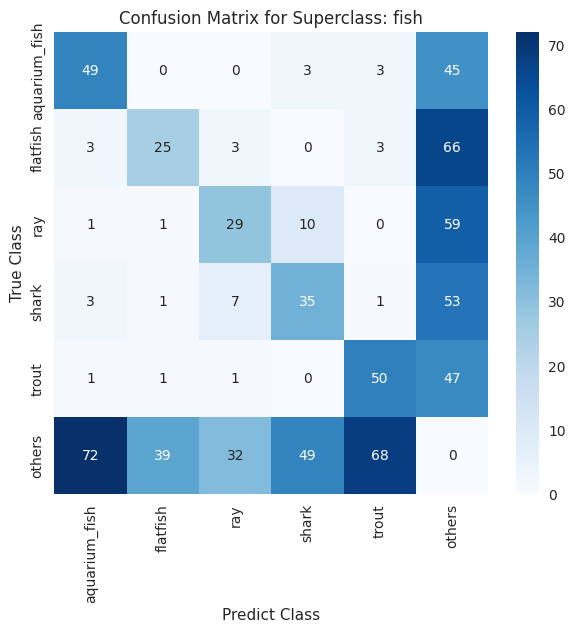 Confusion Matrix for Superclass: fish
True Class
aquarium_fish 49 0 0 3 3 45
flatfish 3 25 3 0 3 66
ray 1 1 29 10 0 59
shark 3 1 7 35 1 53
trout 1 1 1 0 50 47
others 72 39 32 49 68 0
aquarium_fish flatfish ray shark trout others
Predict Class
70
60
50
40
30
20
10
0